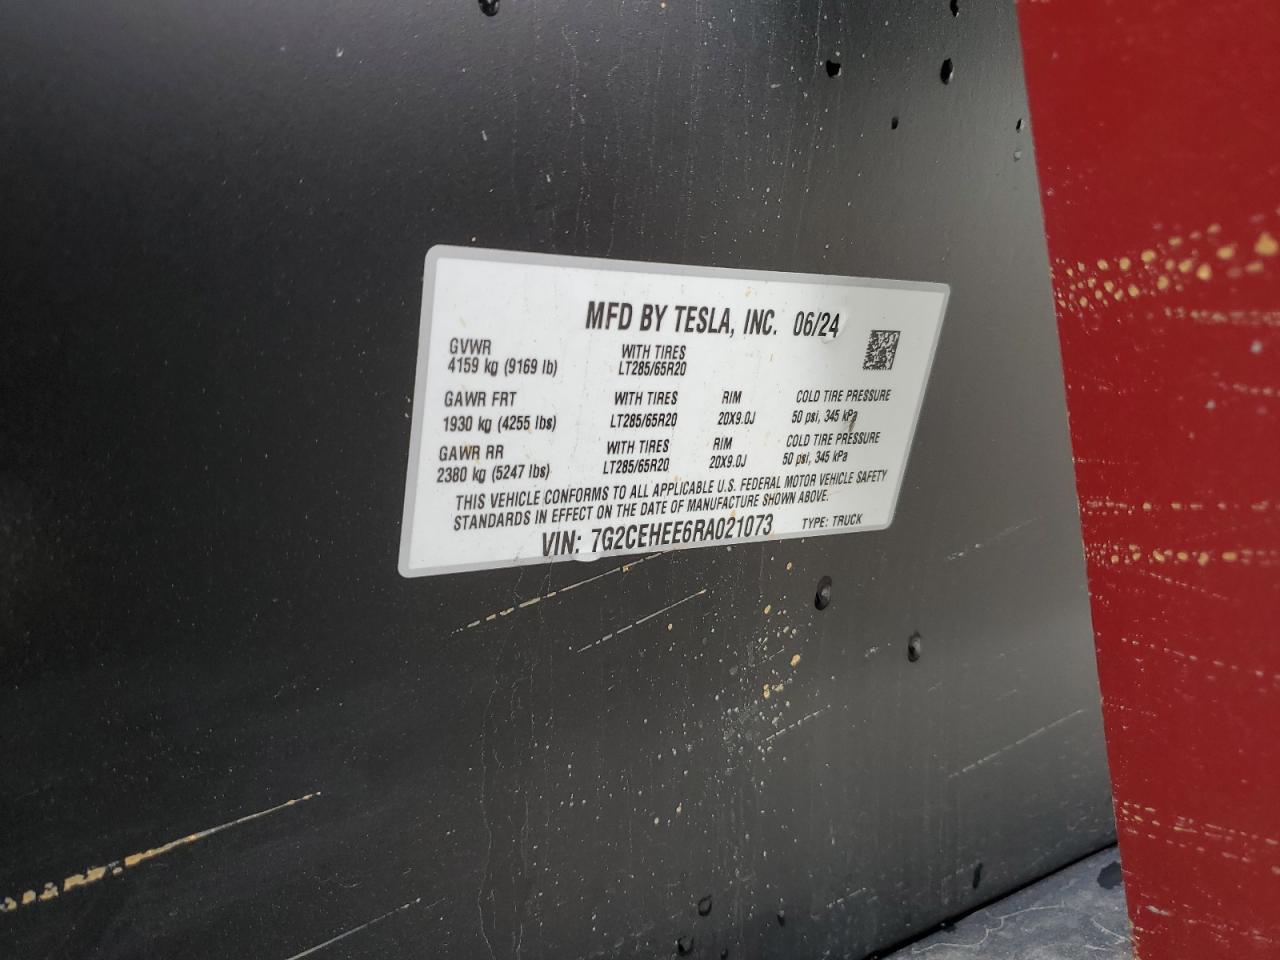 MFD BY TESLA, INC. 06/24
GVWR WITH TIRES
4159 kg (9169 lb) LT285/65R20
GAWR FRT WITH TIRES RIM COLD TIRE PRESSURE
1930 kg (4255 lbs) LT285/65R20 20X9.0J 50 psi, 345 kPa
GAWR RR WITH TIRES RIM COLD TIRE PRESSURE
2380 kg (5247 lbs) LT285/65R20 20X9.0J 50 psi, 345 kPa
THIS VEHICLE CONFORMS TO ALL APPLICABLE U.S. FEDERAL MOTOR VEHICLE SAFETY
STANDARDS IN EFFECT ON THE DATE OF MANUFACTURE SHOWN ABOVE.
VIN: 7G2CEHEE6RA021073 TYPE: TRUCK